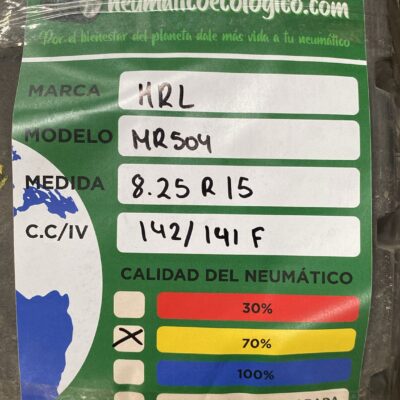 neumaticoecologico.com
Por el bienestar del planeta dale más vida a tu neumático
MARCA HRL
MODELO MR504
MEDIDA 8.25 R 15
C.C/IV 142/141 F
CALIDAD DEL NEUMÁTICO
30%
X 70%
100%